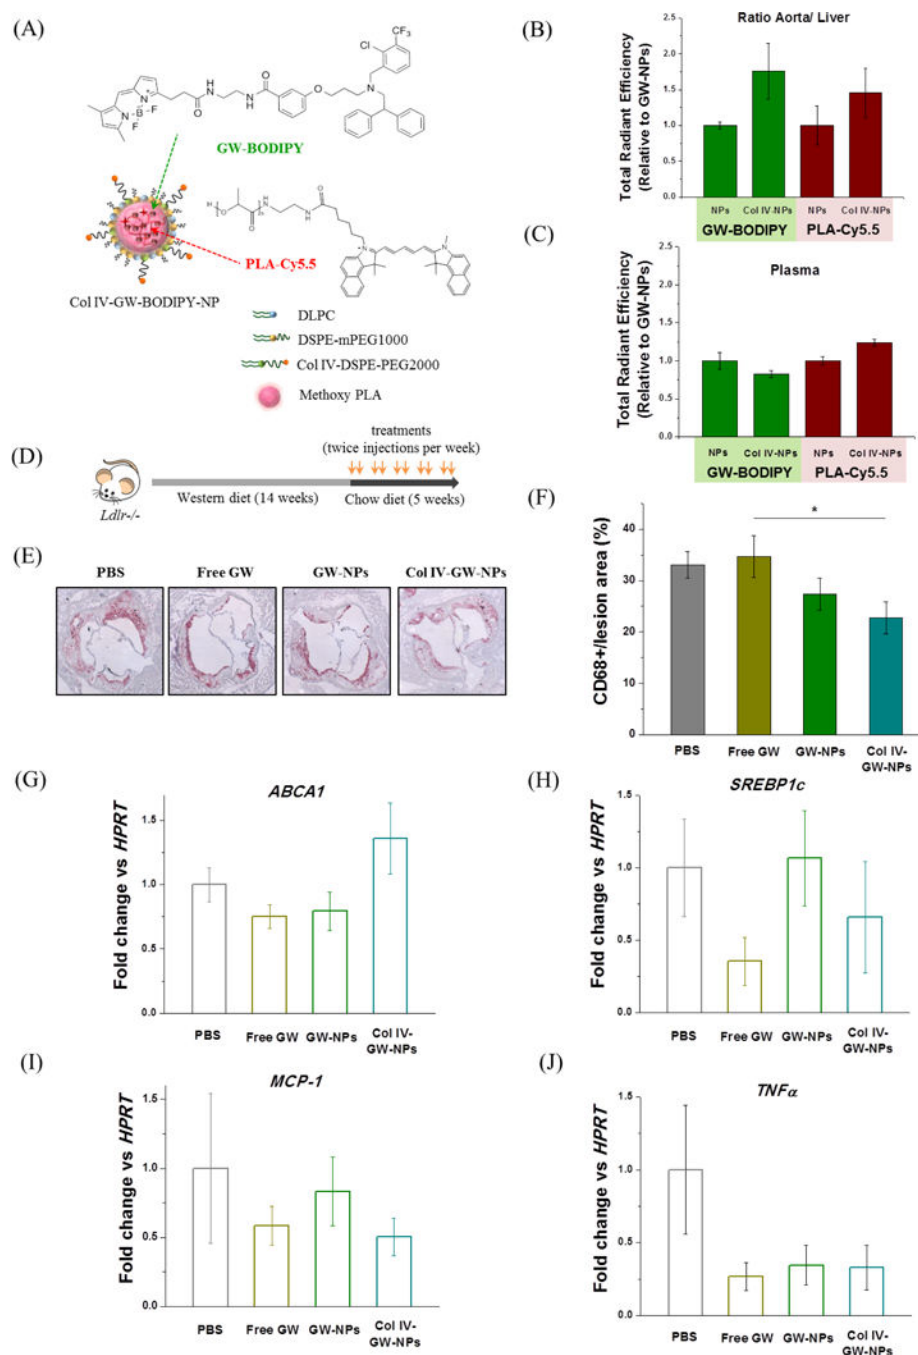 (A)
CF3
Cl
N
O
H
N
N
H
O
O
N
N
B
F
F
GW-BODIPY
PLA-Cy5.5
Col IV-GW-BODIPY-NP
DLPC
DSPE-mPEG1000
Col IV-DSPE-PEG2000
Methoxy PLA
(B)
Ratio Aorta/ Liver
Total Radiant Efficiency
(Relative to GW-NPs)
2.5
2.0
1.5
1.0
0.5
0.0
NPs
Col IV-NPs
NPs
Col IV-NPs
GW-BODIPY
PLA-Cy5.5
(C)
Plasma
Total Radiant Efficiency
(Relative to GW-NPs)
2.5
2.0
1.5
1.0
0.5
0.0
NPs
Col IV-NPs
NPs
Col IV-NPs
GW-BODIPY
PLA-Cy5.5
(D)
treatments
(twice injections per week)
Ldlr-/-
Western diet (14 weeks)
Chow diet (5 weeks)
(E)
PBS
Free GW
GW-NPs
Col IV-GW-NPs
(F)
*
CD68+/lesion area (%)
40
30
20
10
0
PBS
Free GW
GW-NPs
Col IV-
GW-NPs
(G)
ABCA1
Fold change vs HPRT
1.5
1.0
0.5
0.0
PBS
Free GW
GW-NPs
Col IV-
GW-NPs
(H)
SREBP1c
Fold change vs HPRT
1.5
1.0
0.5
0.0
PBS
Free GW
GW-NPs
Col IV-
GW-NPs
(I)
MCP-1
Fold change vs HPRT
1.5
1.0
0.5
0.0
PBS
Free GW
GW-NPs
Col IV-
GW-NPs
(J)
TNFα
Fold change vs HPRT
1.5
1.0
0.5
0.0
PBS
Free GW
GW-NPs
Col IV-
GW-NPs